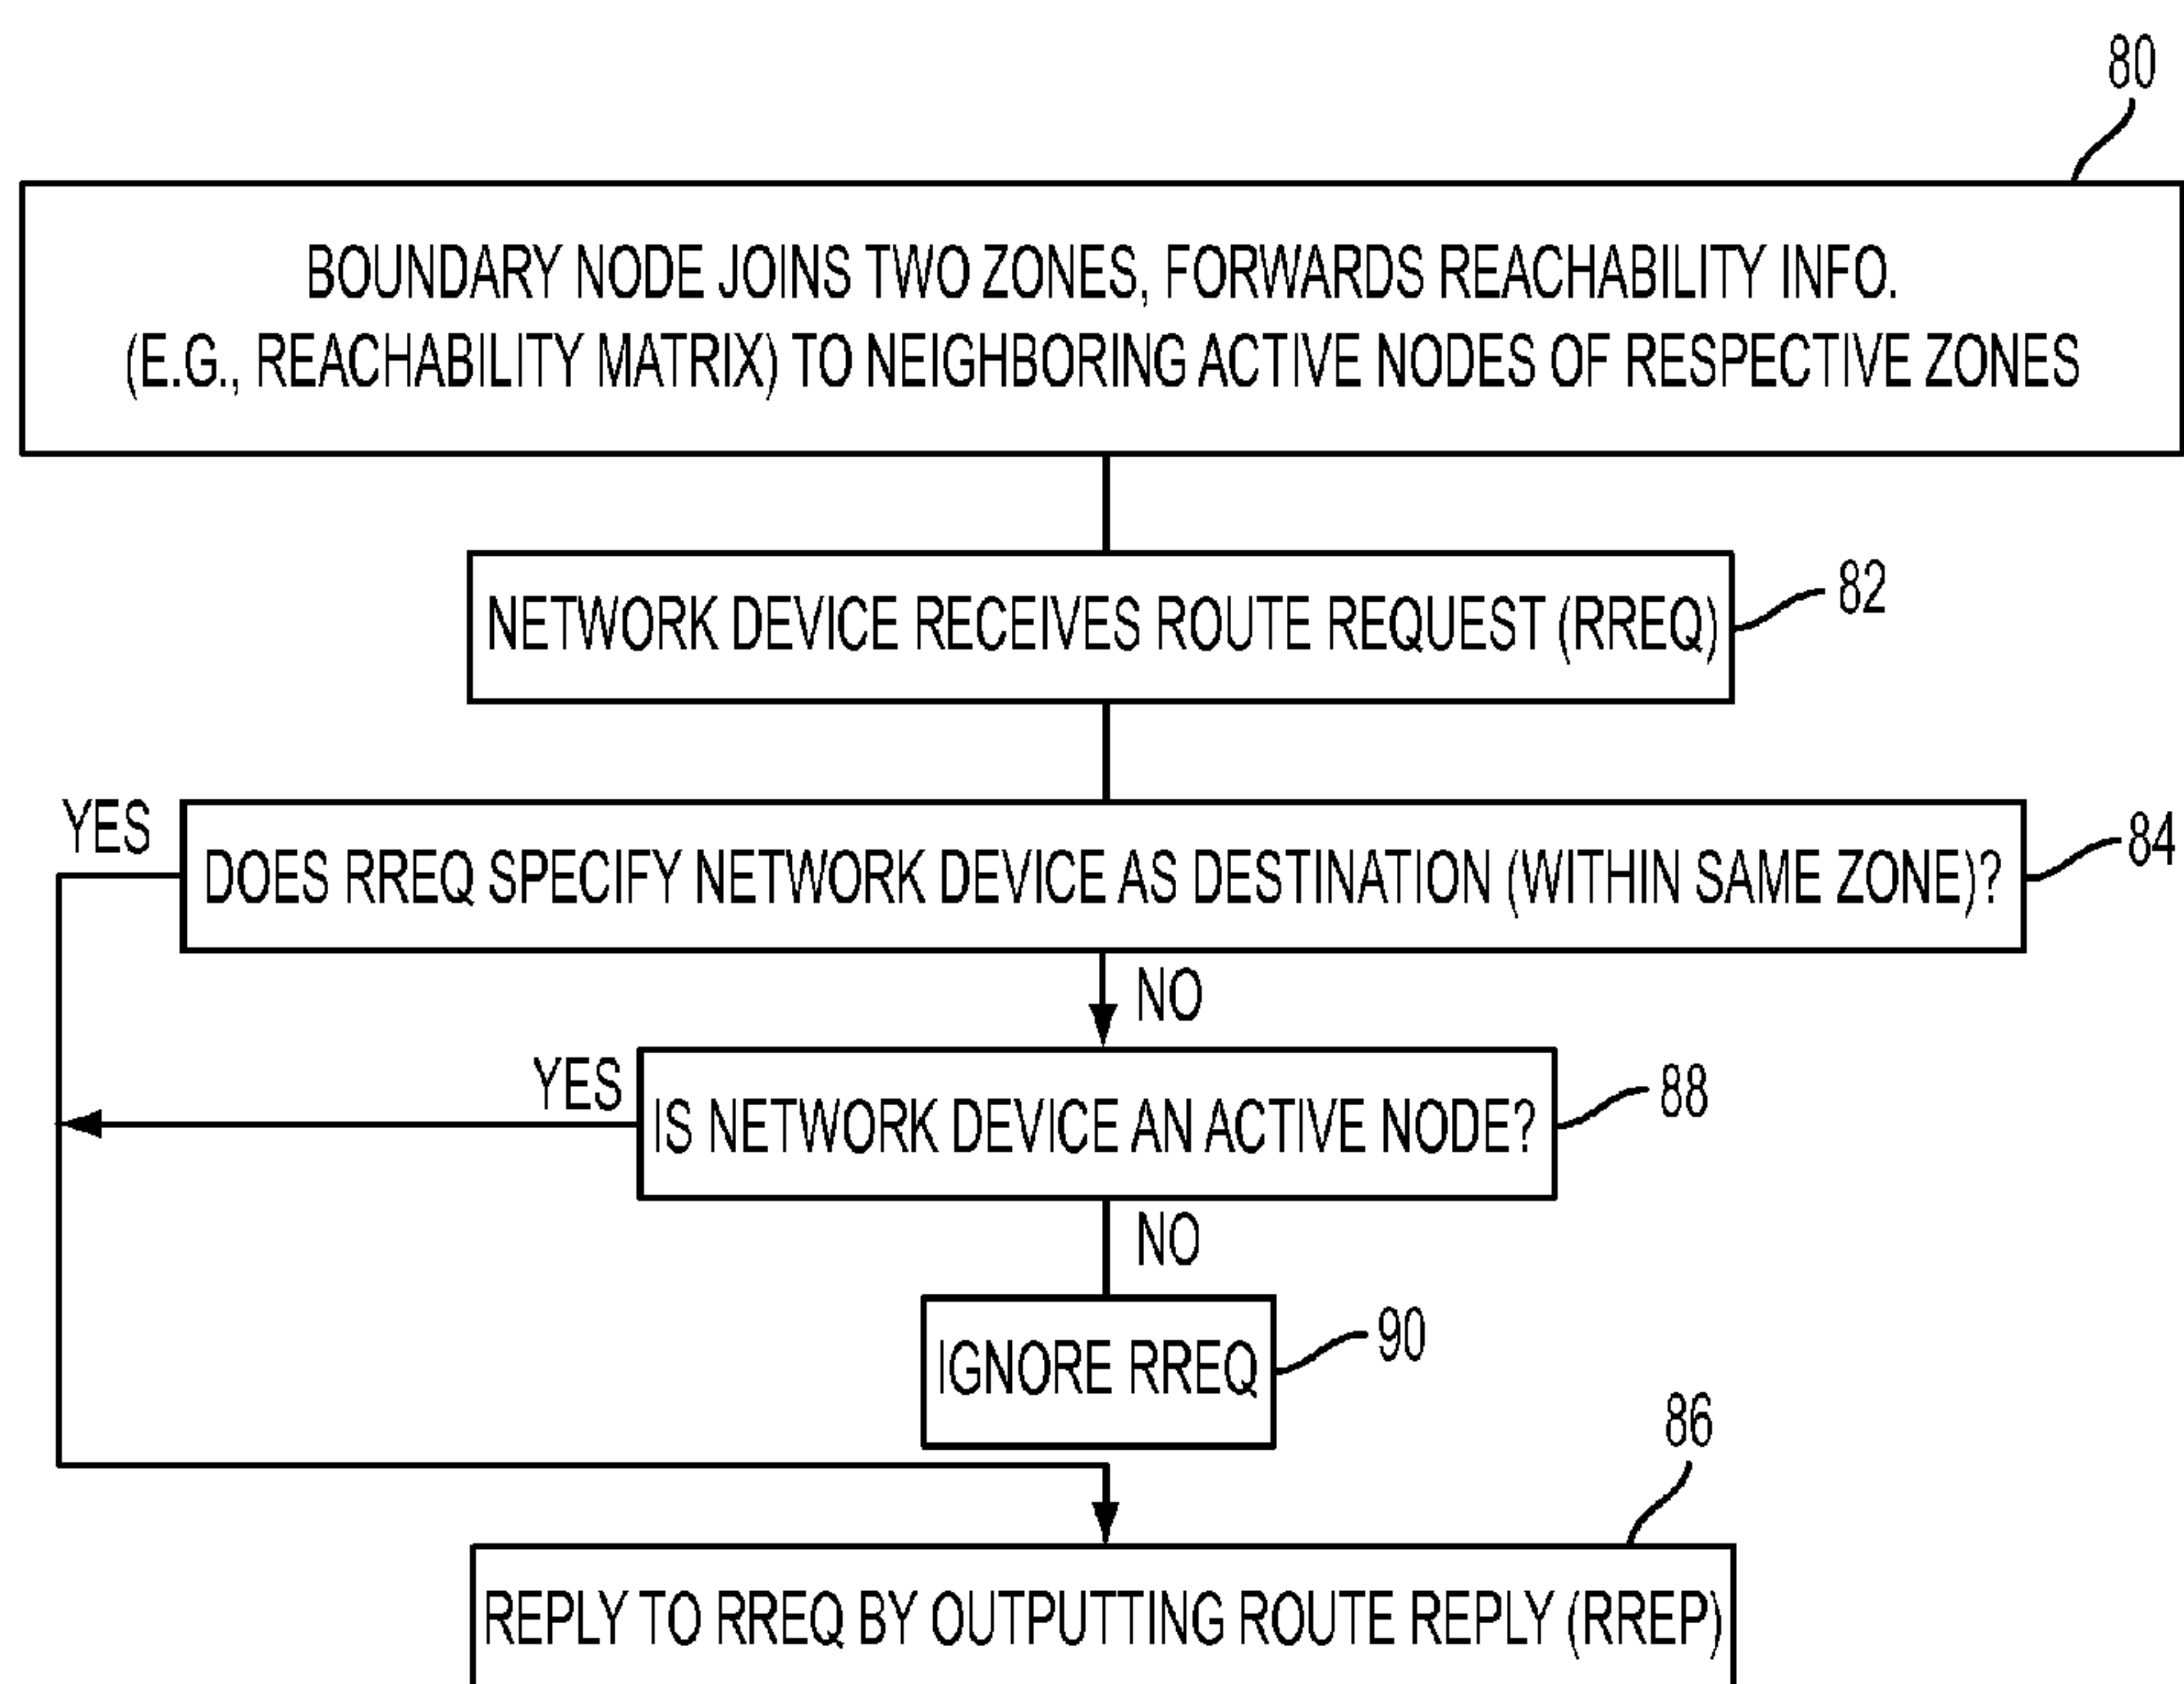 80
BOUNDARY NODE JOINS TWO ZONES, FORWARDS REACHABILITY INFO.
(E.G., REACHABILITY MATRIX) TO NEIGHBORING ACTIVE NODES OF RESPECTIVE ZONES
NETWORK DEVICE RECEIVES ROUTE REQUEST (RREQ)
82
YES
DOES RREQ SPECIFY NETWORK DEVICE AS DESTINATION (WITHIN SAME ZONE)?
84
NO
YES
IS NETWORK DEVICE AN ACTIVE NODE?
88
NO
IGNORE RREQ
90
86
REPLY TO RREQ BY OUTPUTTING ROUTE REPLY (RREP)